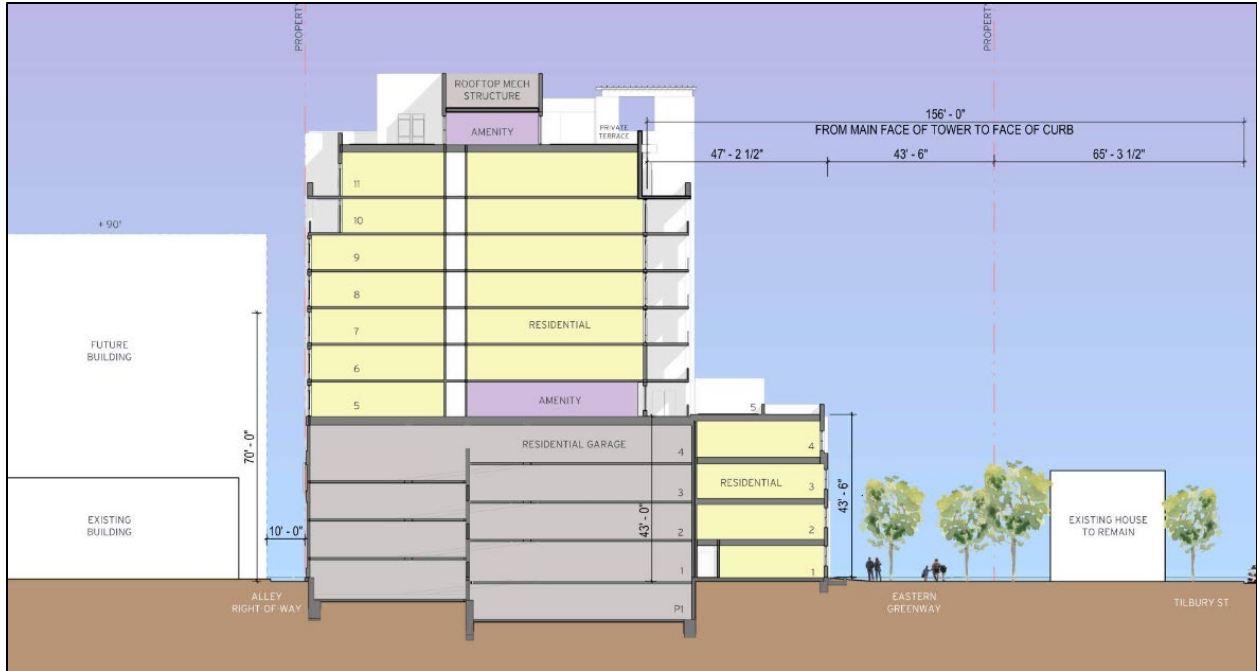 PROPERTY
PROPERTY
ROOFTOP MECH
STRUCTURE
AMENITY
PRIVATE
TERRACE
156' - 0"
FROM MAIN FACE OF TOWER TO FACE OF CURB
47' - 2 1/2"
43' - 6"
65' - 3 1/2"
11
10
9
8
7
6
5
RESIDENTIAL
AMENITY
+ 90'
FUTURE
BUILDING
70' - 0"
EXISTING
BUILDING
10' - 0"
RESIDENTIAL GARAGE
4
3
2
1
P1
43' - 0"
5
4
RESIDENTIAL
3
2
1
43' - 6"
EXISTING HOUSE
TO REMAIN
ALLEY
RIGHT-OF-WAY
EASTERN
GREENWAY
TILBURY ST